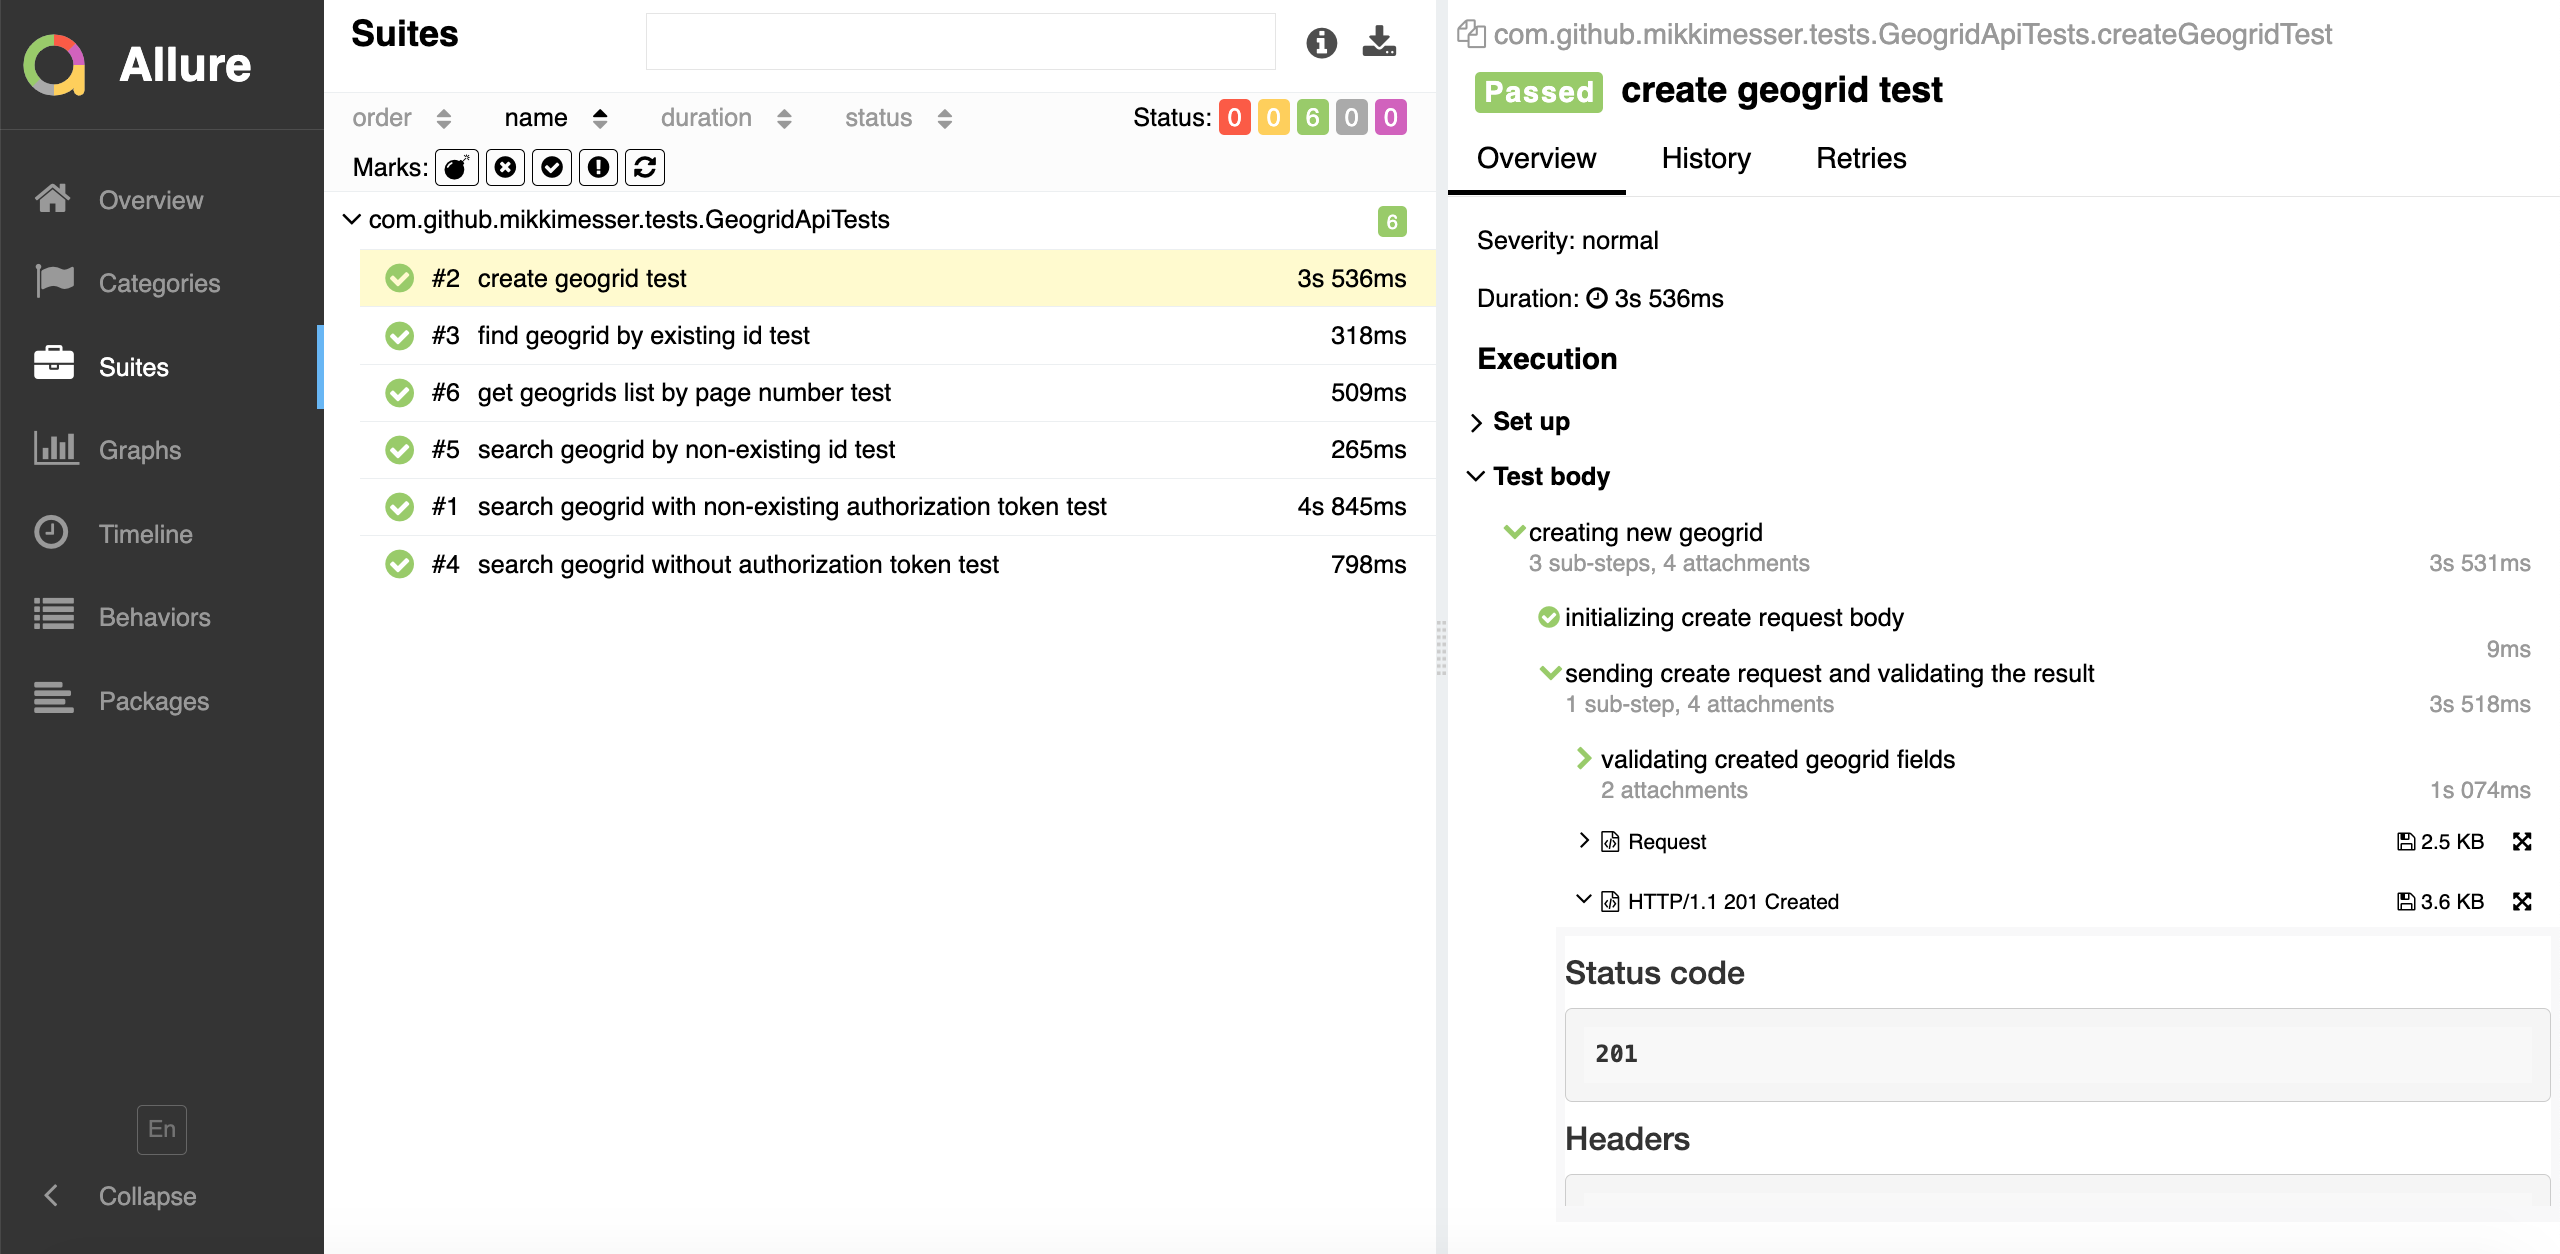 Allure
Overview
Categories
Suites
Graphs
Timeline
Behaviors
Packages
En
Collapse
Suites
order name duration status Status: 0 0 6 0 0
Marks:
com.github.mikkimesser.tests.GeogridApiTests 6
#2 create geogrid test 3s 536ms
#3 find geogrid by existing id test 318ms
#6 get geogrids list by page number test 509ms
#5 search geogrid by non-existing id test 265ms
#1 search geogrid with non-existing authorization token test 4s 845ms
#4 search geogrid without authorization token test 798ms
com.github.mikkimesser.tests.GeogridApiTests.createGeogridTest
Passed create geogrid test
Overview History Retries
Severity: normal
Duration: 3s 536ms
Execution
Set up
Test body
creating new geogrid
3 sub-steps, 4 attachments 3s 531ms
initializing create request body
9ms
sending create request and validating the result
1 sub-step, 4 attachments 3s 518ms
validating created geogrid fields
2 attachments 1s 074ms
Request 2.5 KB
HTTP/1.1 201 Created 3.6 KB
Status code
201
Headers